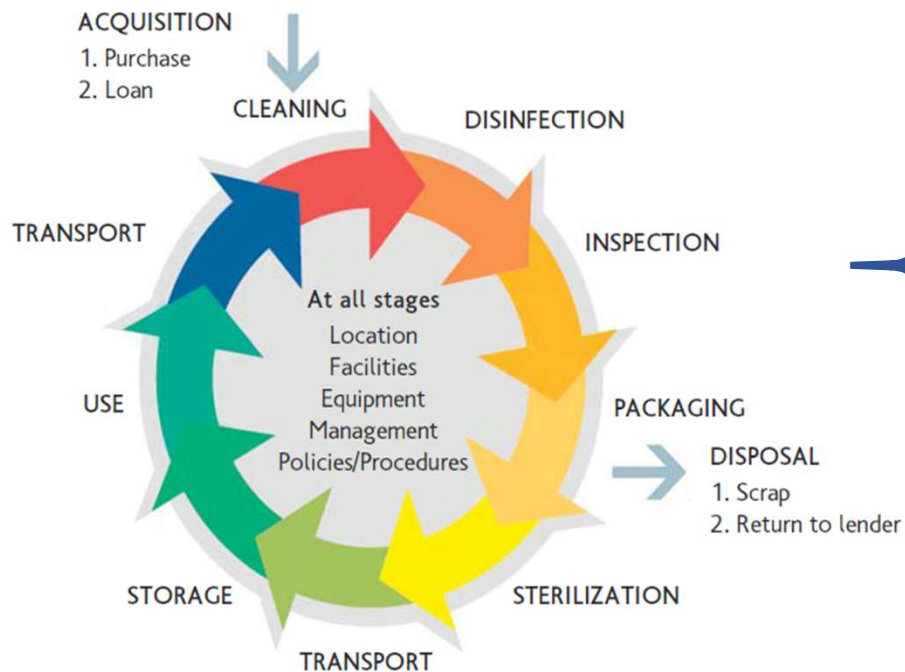 ACQUISITION
1. Purchase
2. Loan
CLEANING
DISINFECTION
TRANSPORT
INSPECTION
At all stages
Location
Facilities
Equipment
Management
Policies/Procedures
USE
PACKAGING
DISPOSAL
1. Scrap
2. Return to lender
STORAGE
STERILIZATION
TRANSPORT